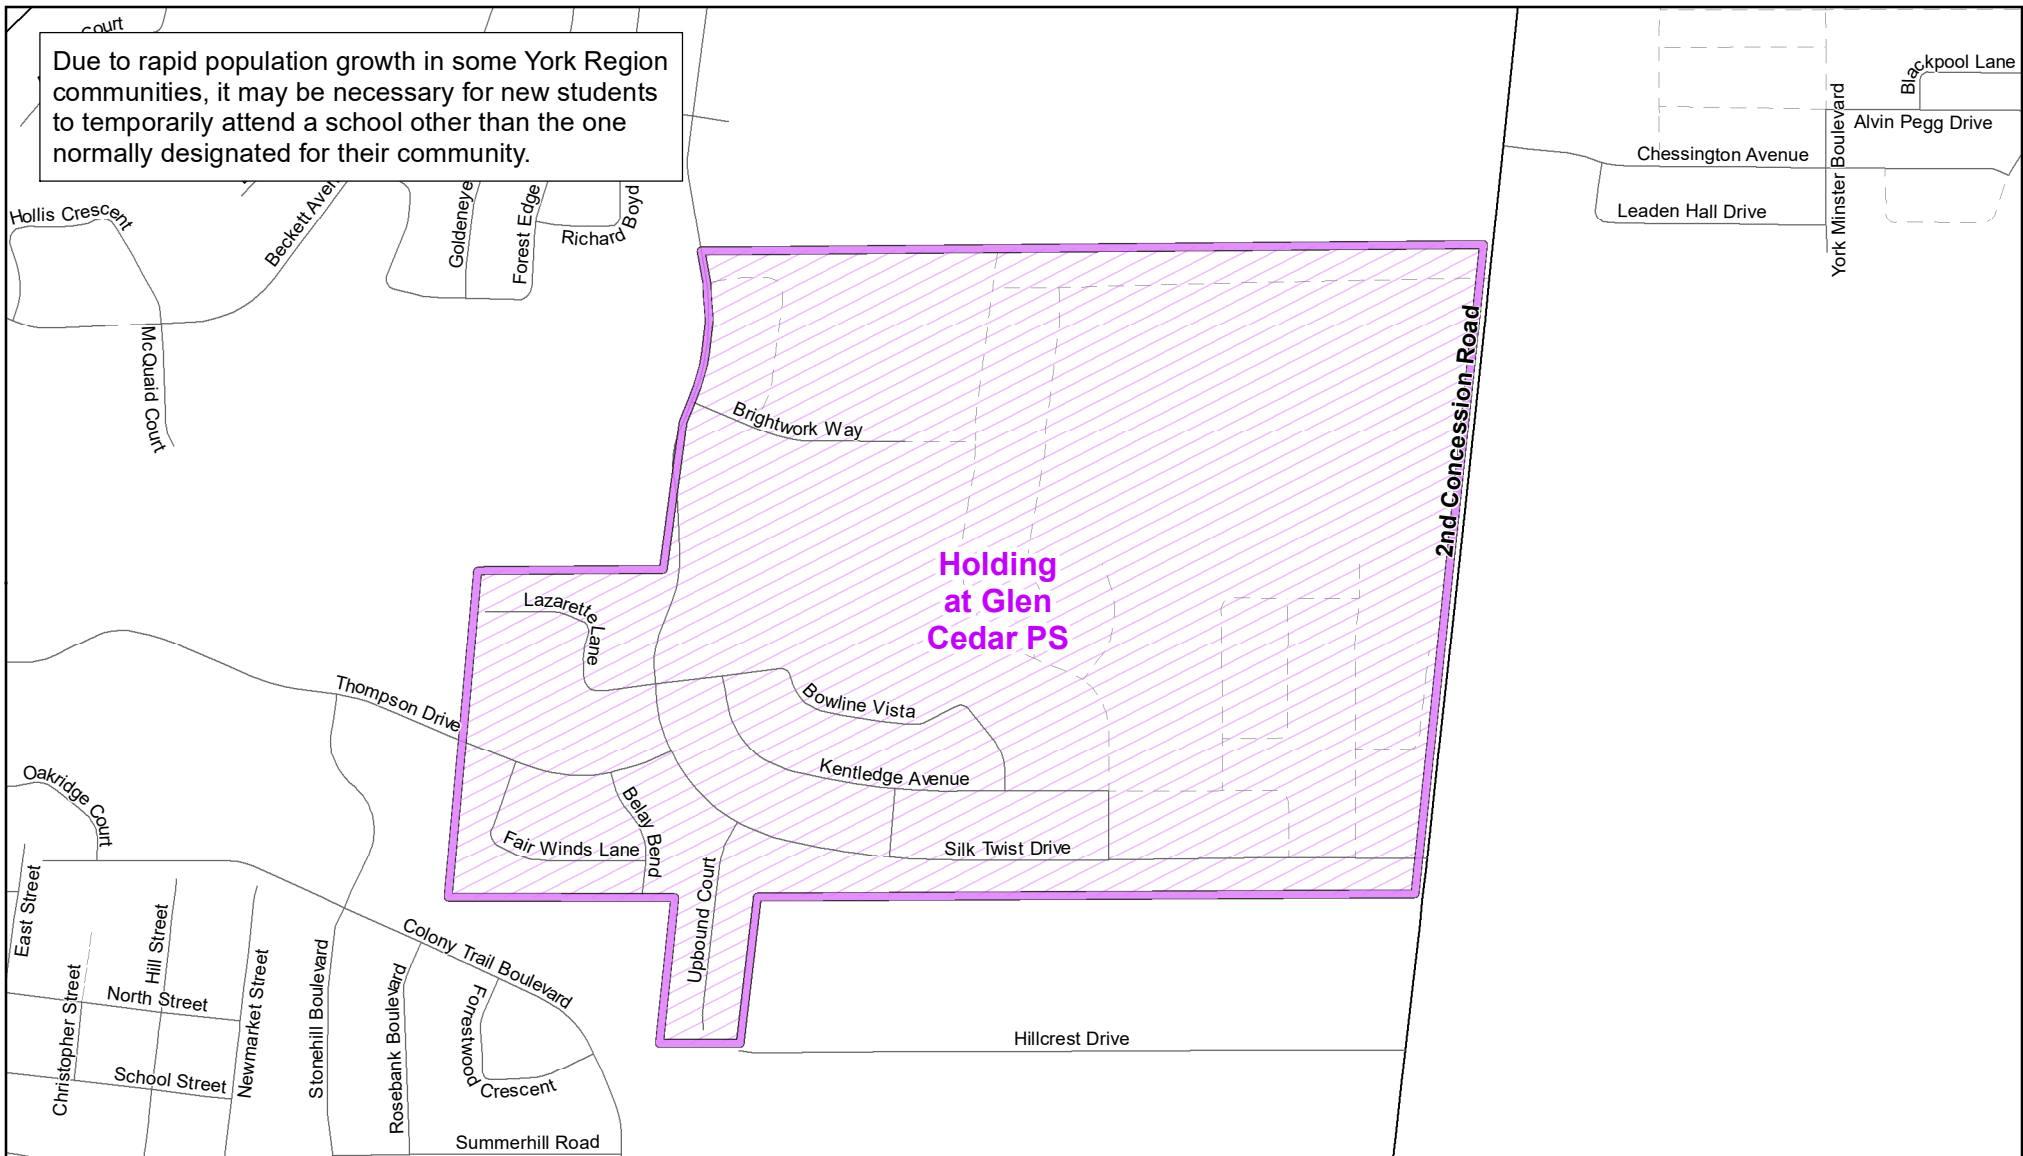 Court
Due to rapid population growth in some York Region
communities, it may be necessary for new students
to temporarily attend a school other than the one
normally designated for their community.
Blackpool Lane
Alvin Pegg Drive
York Minster Boulevard
Chessington Avenue
Leaden Hall Drive
Hollis Crescent
Beckett Aven
Goldeneye
Forest Edge
Richard Boyd
McQuaid Court
2nd Concession Road
Brightwork Way
Holding
at Glen
Cedar PS
Lazarette Lane
Thompson Drive
Bowline Vista
Kentledge Avenue
Oakridge Court
Belay Bend
Fair Winds Lane
Silk Twist Drive
Upbound Court
East Street
Hill Street
Christopher Street
North Street
Newmarket Street
School Street
Stonehill Boulevard
Rosebank Boulevard
Colony Trail Boulevard
Forrestwood Crescent
Hillcrest Drive
Summerhill Road